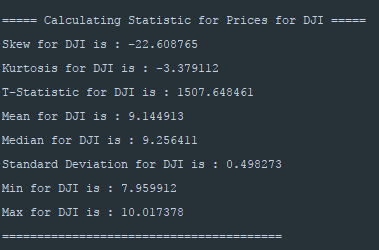 ===== Calculating Statistic for Prices for DJI =====
Skew for DJI is : -22.608765
Kurtosis for DJI is : -3.379112
T-Statistic for DJI is : 1507.648461
Mean for DJI is : 9.144913
Median for DJI is : 9.256411
Standard Deviation for DJI is : 0.498273
Min for DJI is : 7.959912
Max for DJI is : 10.017378
========================================